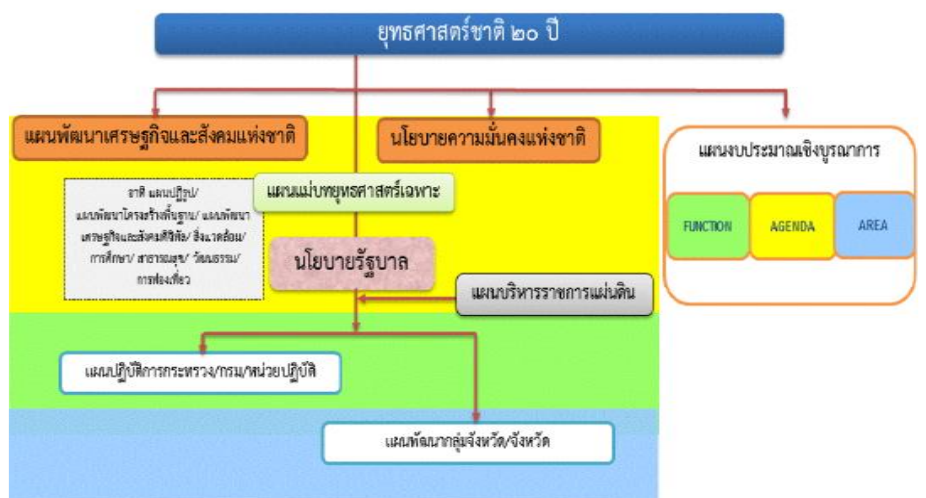 ยุทธศาสตร์ชาติ ๒๐ ปี
แผนพัฒนาเศรษฐกิจและสังคมแห่งชาติ
นโยบายความมั่นคงแห่งชาติ
แผนงบประมาณเชิงบูรณาการ
FUNCTION
AGENDA
AREA
แผนแม่บทยุทธศาสตร์เฉพาะ
อาทิ แผนปฏิรูป/
แผนพัฒนาโครงสร้างพื้นฐาน/ แผนพัฒนา
เศรษฐกิจและสังคมดิจิทัล/ สิ่งแวดล้อม/
การศึกษา/ สาธารณสุข/ วัฒนธรรม/
การท่องเที่ยว
นโยบายรัฐบาล
แผนบริหารราชการแผ่นดิน
แผนปฏิบัติการกระทรวง/กรม/หน่วยปฏิบัติ
แผนพัฒนากลุ่มจังหวัด/จังหวัด